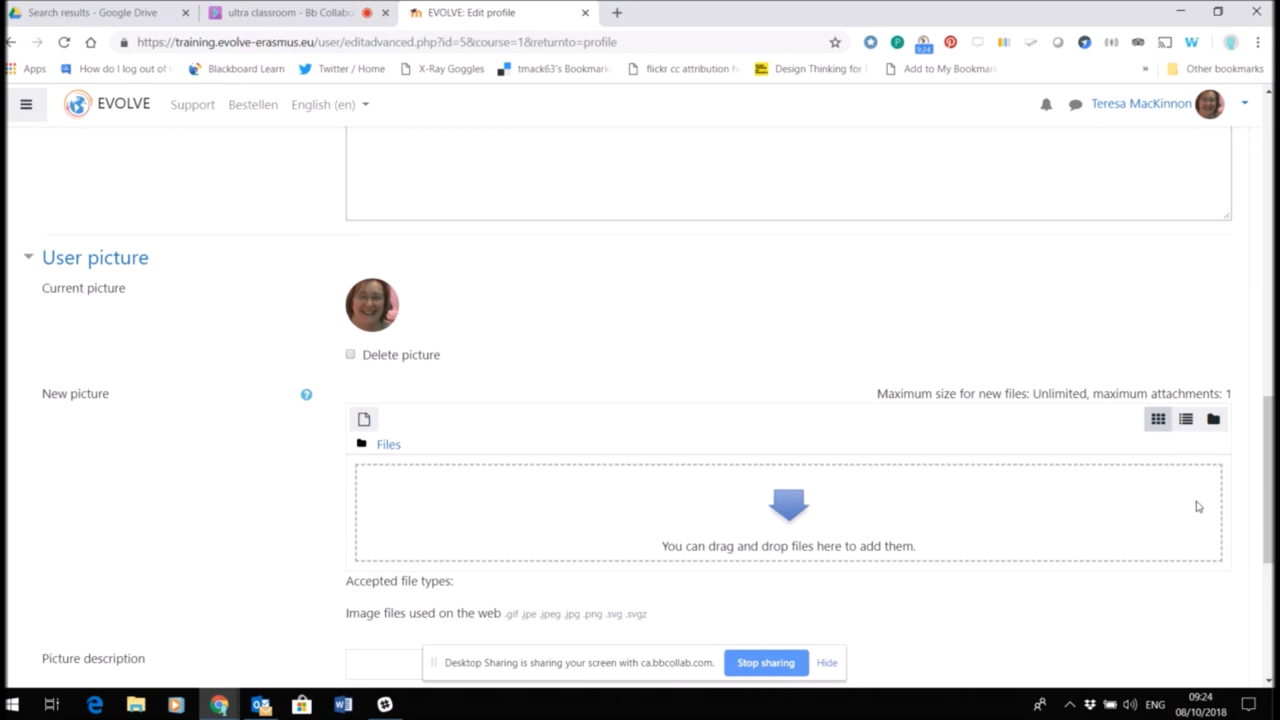 Search results - Google Drive
ultra classroom - Bb Collabo
EVOLVE: Edit profile
https://training.evolve-erasmus.eu/user/editadvanced.php?id=5&course=1&returnto=profile
9:24
Apps
How do I log out of
Blackboard Learn
Twitter / Home
X-Ray Goggles
tmack63's Bookmark
flickr cc attribution h
Design Thinking for
Add to My Bookmar
»
Other bookmarks
EVOLVE
Support
Bestellen
English (en)
Teresa MacKinnon
User picture
Current picture
Delete picture
New picture
Maximum size for new files: Unlimited, maximum attachments: 1
Files
You can drag and drop files here to add them.
Accepted file types:
Image files used on the web .gif .jpe .jpeg .jpg .png .svg .svgz
Picture description
Desktop Sharing is sharing your screen with ca.bbcollab.com.
Stop sharing
Hide
ENG
09:24
08/10/2018